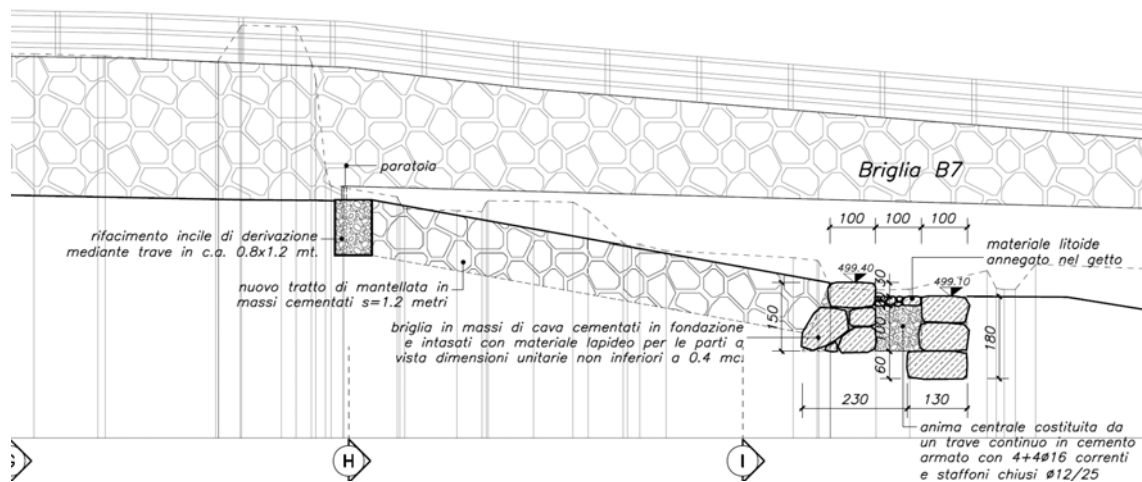 paratoia
Briglia B7
100 100 100
rifacimento incile di derivazione
mediante trave in c.a. 0.8x1.2 mt.
materiale litoide
annegato nel getto
nuovo tratto di mantellata in
massi cementati s=1.2 metri
499.40
30
499.10
150
100
180
60
briglia in massi di cava cementati in fondazione
e intasati con materiale lapideo per le parti a
vista dimensioni unitarie non inferiori a 0.4 mc.
230 130
anima centrale costituita da
un trave continuo in cemento
armato con 4+4ø16 correnti
e staffoni chiusi ø12/25
H I